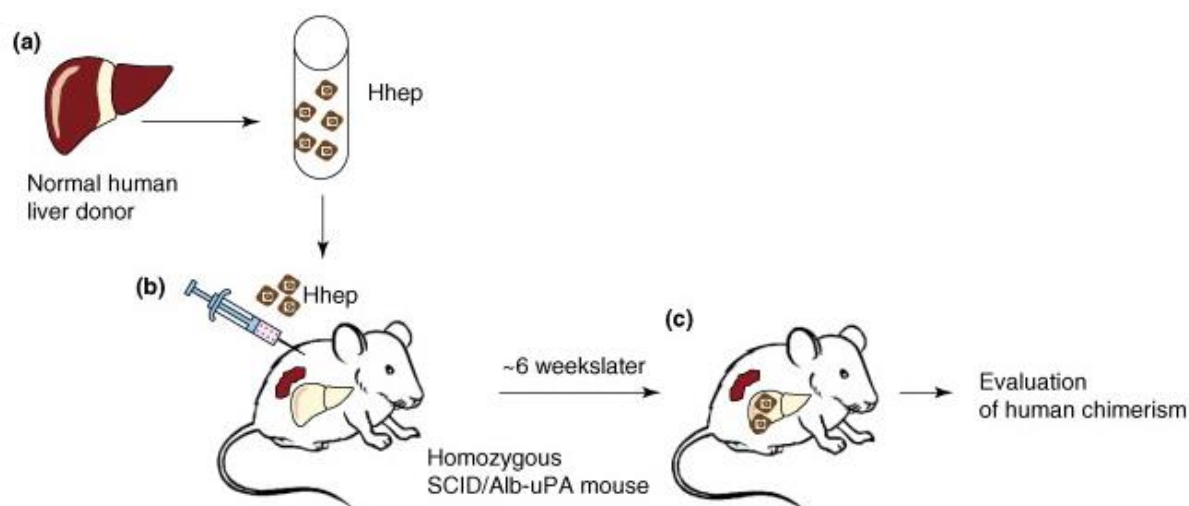 (a)
Hhep
Normal human
liver donor
(b)
Hhep
(c)
~6 weekslater
Evaluation
of human chimerism
Homozygous
SCID/Alb-uPA mouse